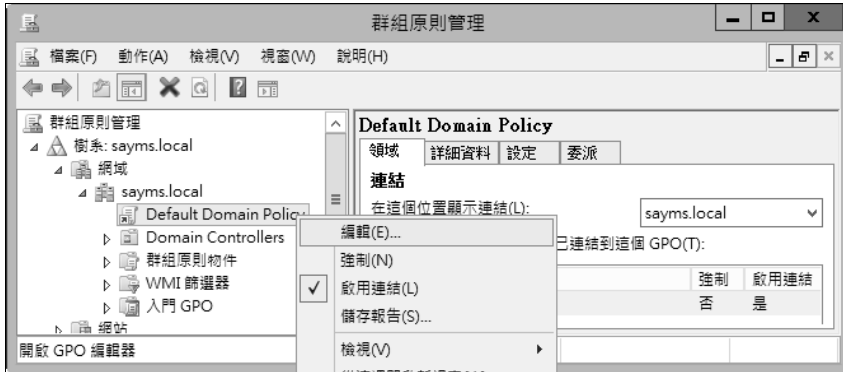 群組原則管理
檔案(F) 動作(A) 檢視(V) 視窗(W) 說明(H)
群組原則管理
樹系: sayms.local
網域
sayms.local
Default Domain Policy
Domain Controllers
群組原則物件
WMI 篩選器
入門 GPO
網站
Default Domain Policy
領域 詳細資料 設定 委派
連結
在這個位置顯示連結(L): sayms.local
已連結到這個 GPO(T):
強制 啟用連結
否 是
編輯(E)...
強制(N)
啟用連結(L)
儲存報告(S)...
檢視(V)
開啟 GPO 編輯器